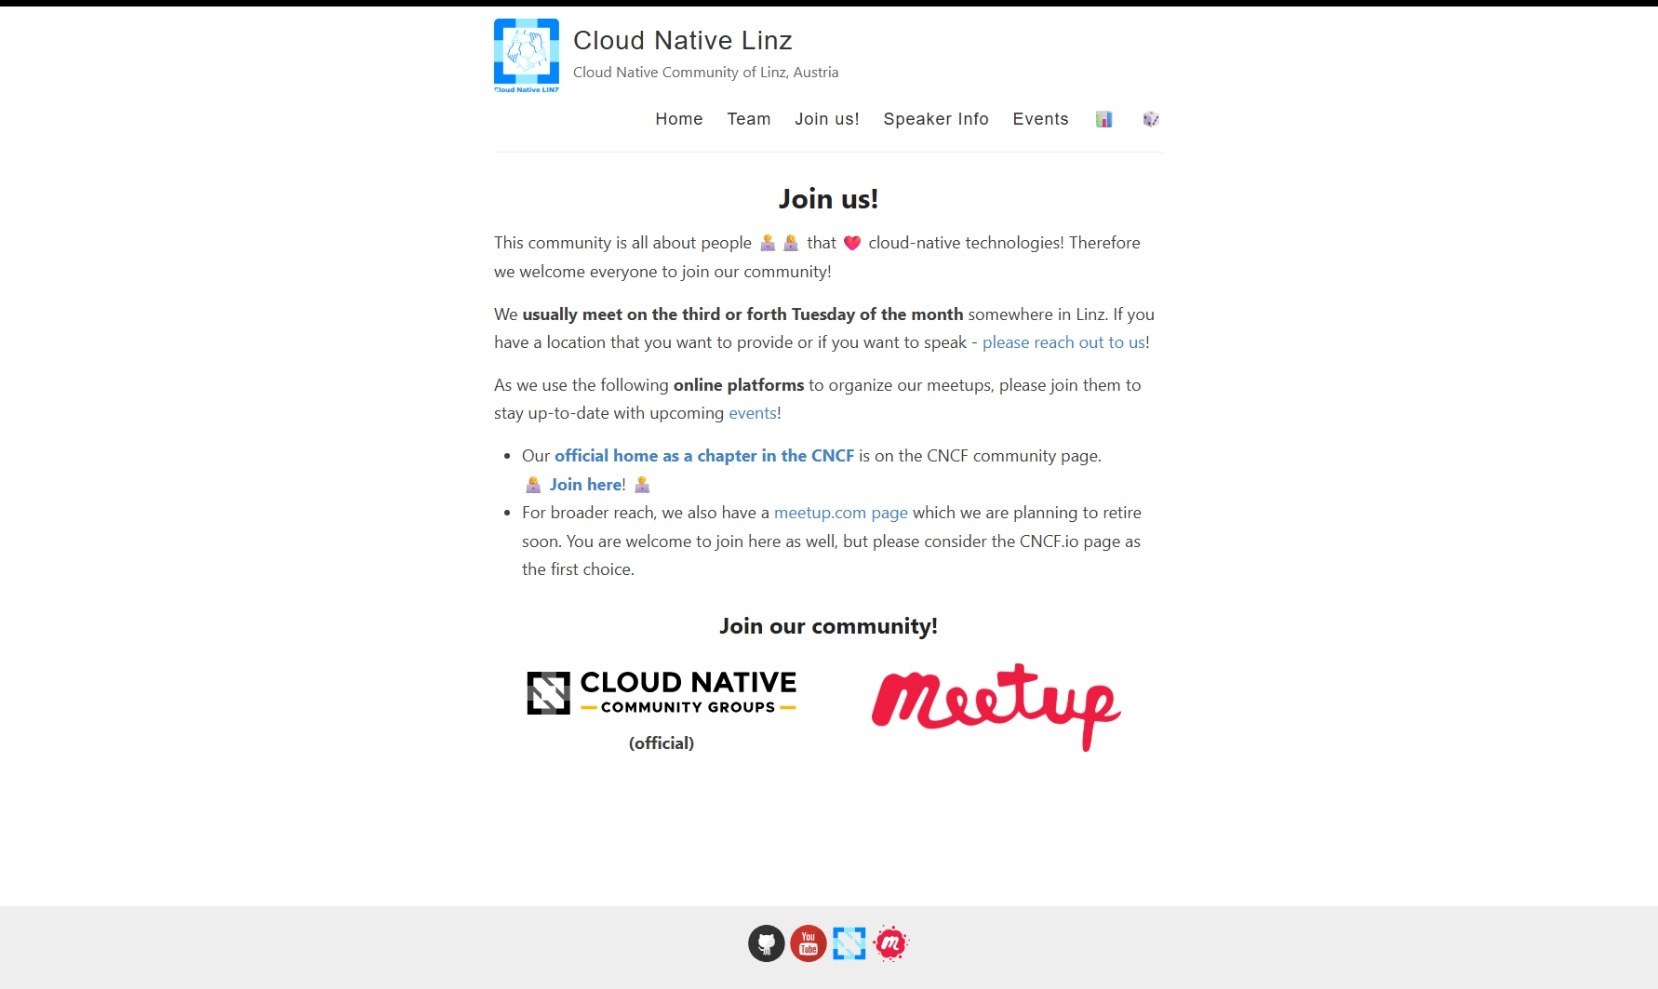 Cloud Native Linz
Cloud Native Community of Linz, Austria
Cloud Native LINZ
Home Team Join us! Speaker Info Events
Join us!
This community is all about people that cloud-native technologies! Therefore
we welcome everyone to join our community!
We usually meet on the third or forth Tuesday of the month somewhere in Linz. If you
have a location that you want to provide or if you want to speak - please reach out to us!
As we use the following online platforms to organize our meetups, please join them to
stay up-to-date with upcoming events!
• Our official home as a chapter in the CNCF is on the CNCF community page.
Join here!
• For broader reach, we also have a meetup.com page which we are planning to retire
soon. You are welcome to join here as well, but please consider the CNCF.io page as
the first choice.
Join our community!
CLOUD NATIVE
COMMUNITY GROUPS
(official)
meetup
You
Tube
m